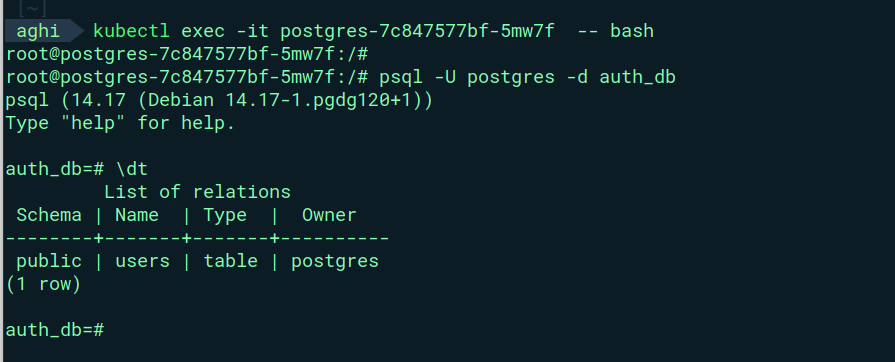 [~]
aghi kubectl exec -it postgres-7c847577bf-5mw7f  -- bash
root@postgres-7c847577bf-5mw7f:/#
root@postgres-7c847577bf-5mw7f:/# psql -U postgres -d auth_db
psql (14.17 (Debian 14.17-1.pgdg120+1))
Type "help" for help.

auth_db=# \dt
         List of relations
 Schema | Name  | Type  |  Owner
--------+-------+-------+----------
 public | users | table | postgres
(1 row)

auth_db=#